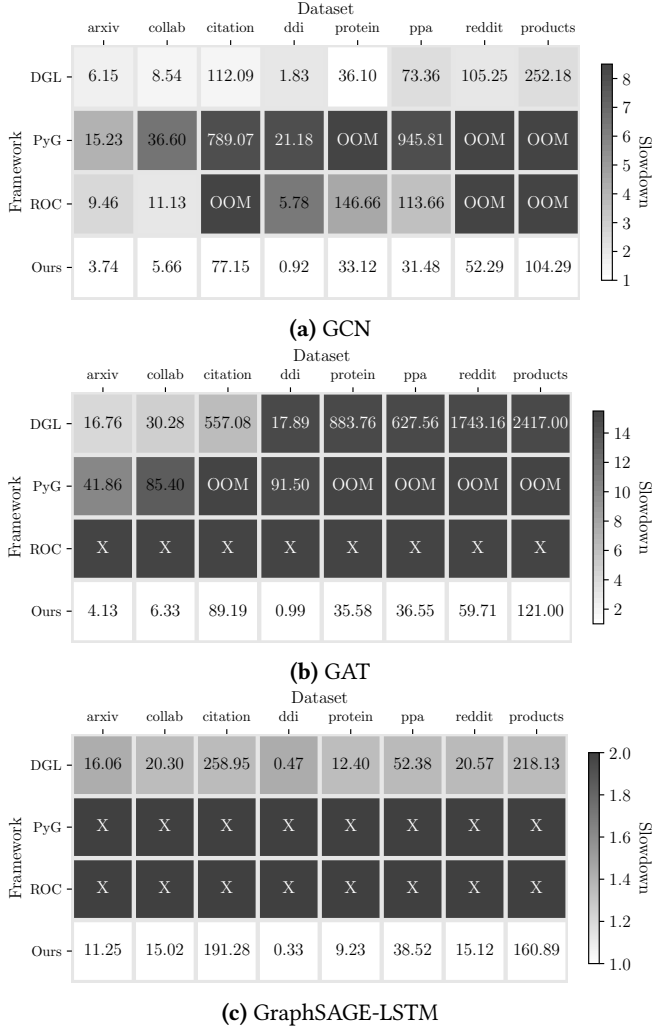 Dataset
arxiv collab citation ddi protein ppa reddit products
Framework
DGL 6.15 8.54 112.09 1.83 36.10 73.36 105.25 252.18
PyG 15.23 36.60 789.07 21.18 OOM 945.81 OOM OOM
ROC 9.46 11.13 OOM 5.78 146.66 113.66 OOM OOM
Ours 3.74 5.66 77.15 0.92 33.12 31.48 52.29 104.29
8
7
6
5
4
3
2
1
Slowdown
(a) GCN
Dataset
arxiv collab citation ddi protein ppa reddit products
Framework
DGL 16.76 30.28 557.08 17.89 883.76 627.56 1743.16 2417.00
PyG 41.86 85.40 OOM 91.50 OOM OOM OOM OOM
ROC X X X X X X X X
Ours 4.13 6.33 89.19 0.99 35.58 36.55 59.71 121.00
14
12
10
8
6
4
2
Slowdown
(b) GAT
Dataset
arxiv collab citation ddi protein ppa reddit products
Framework
DGL 16.06 20.30 258.95 0.47 12.40 52.38 20.57 218.13
PyG X X X X X X X X
ROC X X X X X X X X
Ours 11.25 15.02 191.28 0.33 9.23 38.52 15.12 160.89
2.0
1.8
1.6
1.4
1.2
1.0
Slowdown
(c) GraphSAGE-LSTM